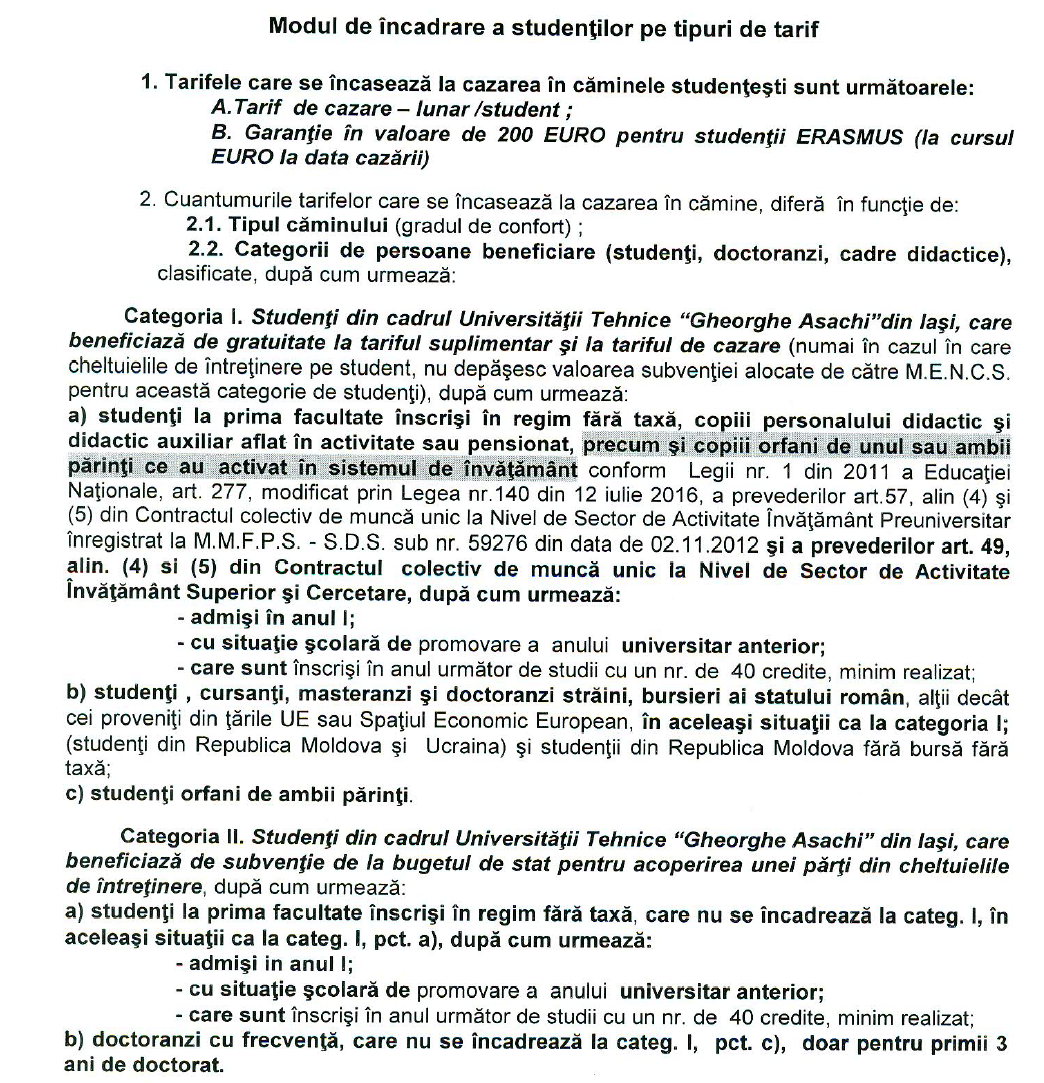 Modul de încadrare a studenţilor pe tipuri de tarif
1. Tarifele care se încasează la cazarea în căminele studenţeşti sunt următoarele:
A.Tarif de cazare – lunar /student ;
B. Garanţie în valoare de 200 EURO pentru studenţii ERASMUS (la cursul
EURO la data cazării)
2. Cuantumurile tarifelor care se încasează la cazarea în cămine, diferă în funcţie de:
2.1. Tipul căminului (gradul de confort) ;
2.2. Categorii de persoane beneficiare (studenţi, doctoranzi, cadre didactice),
clasificate, după cum urmează:
Categoria I. Studenţi din cadrul Universităţii Tehnice “Gheorghe Asachi”din Iaşi, care
beneficiază de gratuitate la tariful suplimentar şi la tariful de cazare (numai în cazul în care
cheltuielile de întreţinere pe student, nu depăşesc valoarea subvenţiei alocate de către M.E.N.C.S.
pentru această categorie de studenţi), după cum urmează:
a) studenţi la prima facultate înscrişi în regim fără taxă, copiii personalului didactic şi
didactic auxiliar aflat în activitate sau pensionat, precum şi copiii orfani de unul sau ambii
părinţi ce au activat în sistemul de învăţământ conform Legii nr. 1 din 2011 a Educaţiei
Naţionale, art. 277, modificat prin Legea nr.140 din 12 iulie 2016, a prevederilor art.57, alin (4) şi
(5) din Contractul colectiv de muncă unic la Nivel de Sector de Activitate Învăţământ Preuniversitar
înregistrat la M.M.F.P.S. - S.D.S. sub nr. 59276 din data de 02.11.2012 şi a prevederilor art. 49,
alin. (4) si (5) din Contractul colectiv de muncă unic la Nivel de Sector de Activitate
Învăţământ Superior şi Cercetare, după cum urmează:
- admişi în anul I;
- cu situaţie şcolară de promovare a anului universitar anterior;
- care sunt înscrişi în anul următor de studii cu un nr. de 40 credite, minim realizat;
b) studenţi , cursanţi, masteranzi şi doctoranzi străini, bursieri ai statului român, alţii decât
cei proveniţi din ţările UE sau Spaţiul Economic European, în aceleaşi situaţii ca la categoria I;
(studenţi din Republica Moldova şi Ucraina) şi studenţii din Republica Moldova fără bursă fără
taxă;
c) studenţi orfani de ambii părinţi.
Categoria II. Studenţi din cadrul Universităţii Tehnice “Gheorghe Asachi” din Iaşi, care
beneficiază de subvenţie de la bugetul de stat pentru acoperirea unei părţi din cheltuielile
de întreţinere, după cum urmează:
a) studenţi la prima facultate înscrişi în regim fără taxă, care nu se încadrează la categ. I, în
aceleaşi situaţii ca la categ. I, pct. a), după cum urmează:
- admişi in anul I;
- cu situaţie şcolară de promovare a anului universitar anterior;
- care sunt înscrişi în anul următor de studii cu un nr. de 40 credite, minim realizat;
b) doctoranzi cu frecvenţă, care nu se încadrează la categ. I, pct. c), doar pentru primii 3
ani de doctorat.